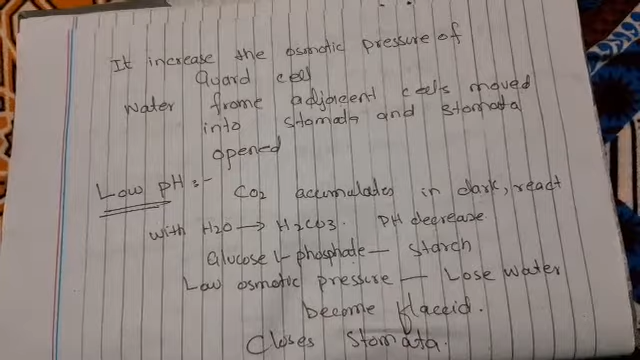 It increase the osmotic pressure of
Guard cell
water frome adjacent cells moved
into stomata and stomata
opened
Low pH :- CO2 accumulates in dark, react
with H2O → H2CO3. PH decrease
Glucose 1-phosphate — starch
Low osmotic pressure — Lose water
become flaccid.
Closes stomata.